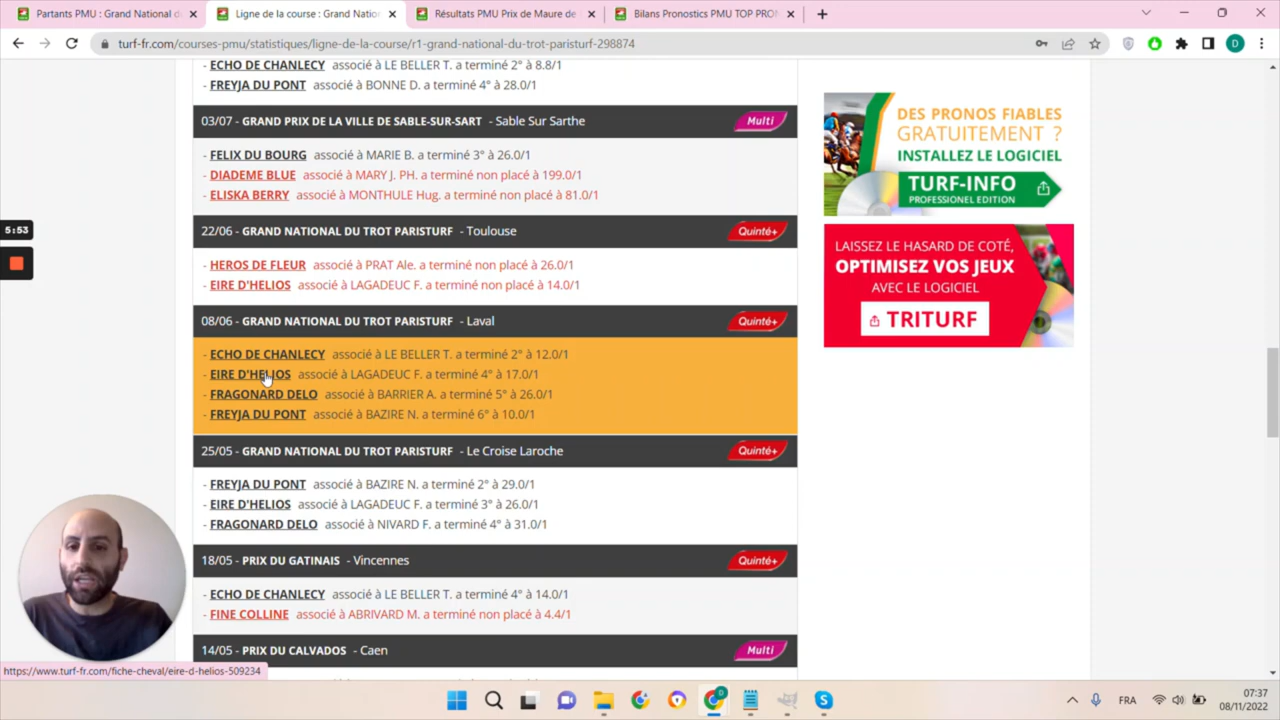 Partants PMU : Grand National d
Ligne de la course : Grand Natio
Résultats PMU Prix de Maure de
Bilans Pronostics PMU TOP PRO
turf-fr.com/courses-pmu/statistiques/ligne-de-la-course/r1-grand-national-du-trot-paristurf-298874
D
- ECHO DE CHANLECY associé à LE BELLER T. a terminé 2° à 8.8/1
- FREYJA DU PONT associé à BONNE D. a terminé 4° à 28.0/1
03/07 - GRAND PRIX DE LA VILLE DE SABLE-SUR-SART - Sable Sur Sarthe Multi
- FELIX DU BOURG associé à MARIE B. a terminé 3° à 26.0/1
- DIADEME BLUE associé à MARY J. PH. a terminé non placé à 199.0/1
- ELISKA BERRY associé à MONTHULE Hug. a terminé non placé à 81.0/1
22/06 - GRAND NATIONAL DU TROT PARISTURF - Toulouse Quinté+
- HEROS DE FLEUR associé à PRAT Ale. a terminé non placé à 26.0/1
- EIRE D'HELIOS associé à LAGADEUC F. a terminé non placé à 14.0/1
08/06 - GRAND NATIONAL DU TROT PARISTURF - Laval Quinté+
- ECHO DE CHANLECY associé à LE BELLER T. a terminé 2° à 12.0/1
- EIRE D'HELIOS associé à LAGADEUC F. a terminé 4° à 17.0/1
- FRAGONARD DELO associé à BARRIER A. a terminé 5° à 26.0/1
- FREYJA DU PONT associé à BAZIRE N. a terminé 6° à 10.0/1
25/05 - GRAND NATIONAL DU TROT PARISTURF - Le Croise Laroche Quinté+
- FREYJA DU PONT associé à BAZIRE N. a terminé 2° à 29.0/1
- EIRE D'HELIOS associé à LAGADEUC F. a terminé 3° à 26.0/1
- FRAGONARD DELO associé à NIVARD F. a terminé 4° à 31.0/1
18/05 - PRIX DU GATINAIS - Vincennes Quinté+
- ECHO DE CHANLECY associé à LE BELLER T. a terminé 4° à 14.0/1
- FINE COLLINE associé à ABRIVARD M. a terminé non placé à 4.4/1
14/05 - PRIX DU CALVADOS - Caen Multi
DES PRONOS FIABLES
GRATUITEMENT ?
INSTALLEZ LE LOGICIEL
TURF-INFO
PROFESSIONEL EDITION
LAISSEZ LE HASARD DE COTÉ,
OPTIMISEZ VOS JEUX
AVEC LE LOGICIEL
TRITURF
5:53
https://www.turf-fr.com/fiche-cheval/eire-d-helios-509234
FRA
07:37
08/11/2022